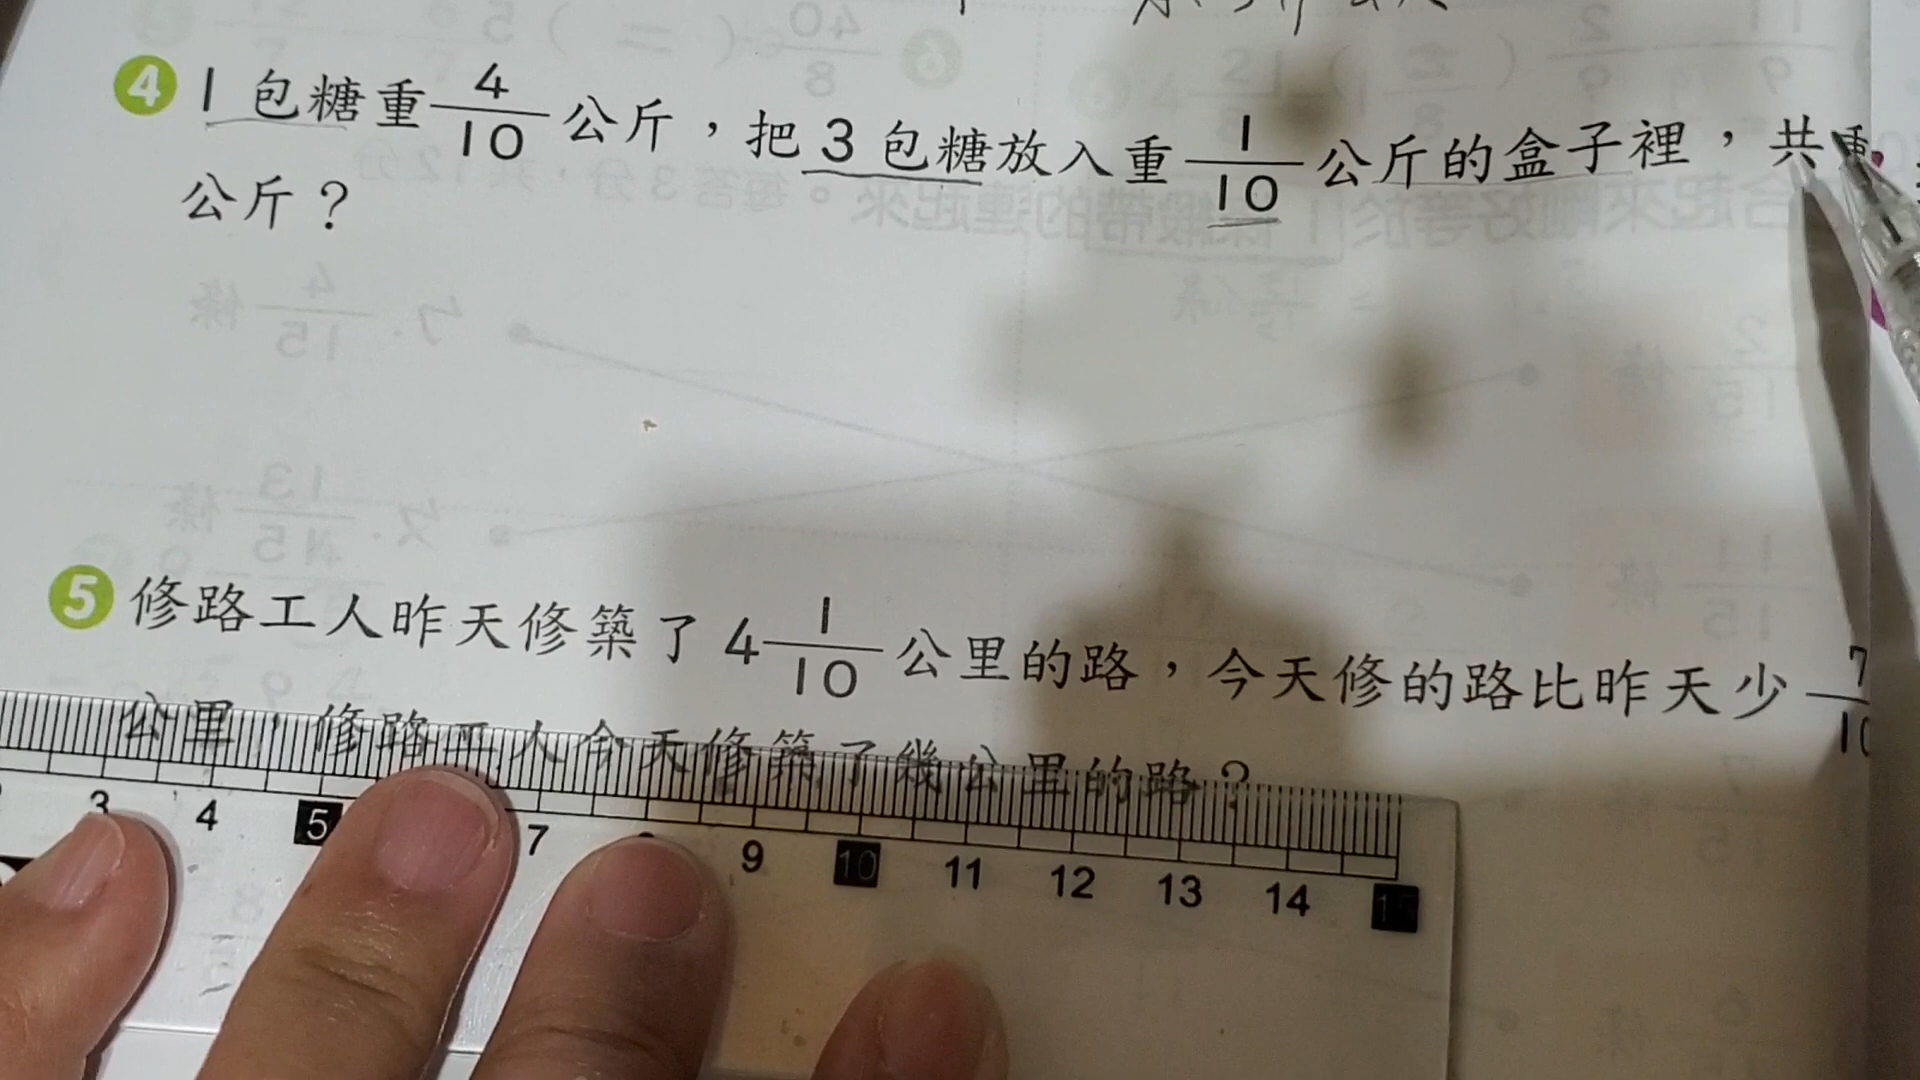 4 1包糖重4/10公斤，把3包糖放入重1/10公斤的盒子裡，共重
公斤？
5 修路工人昨天修築了4 1/10公里的路，今天修的路比昨天少7/10
公里，修路工人今天修築了幾公里的路？
3 4 5 7 9 10 11 12 13 14 15